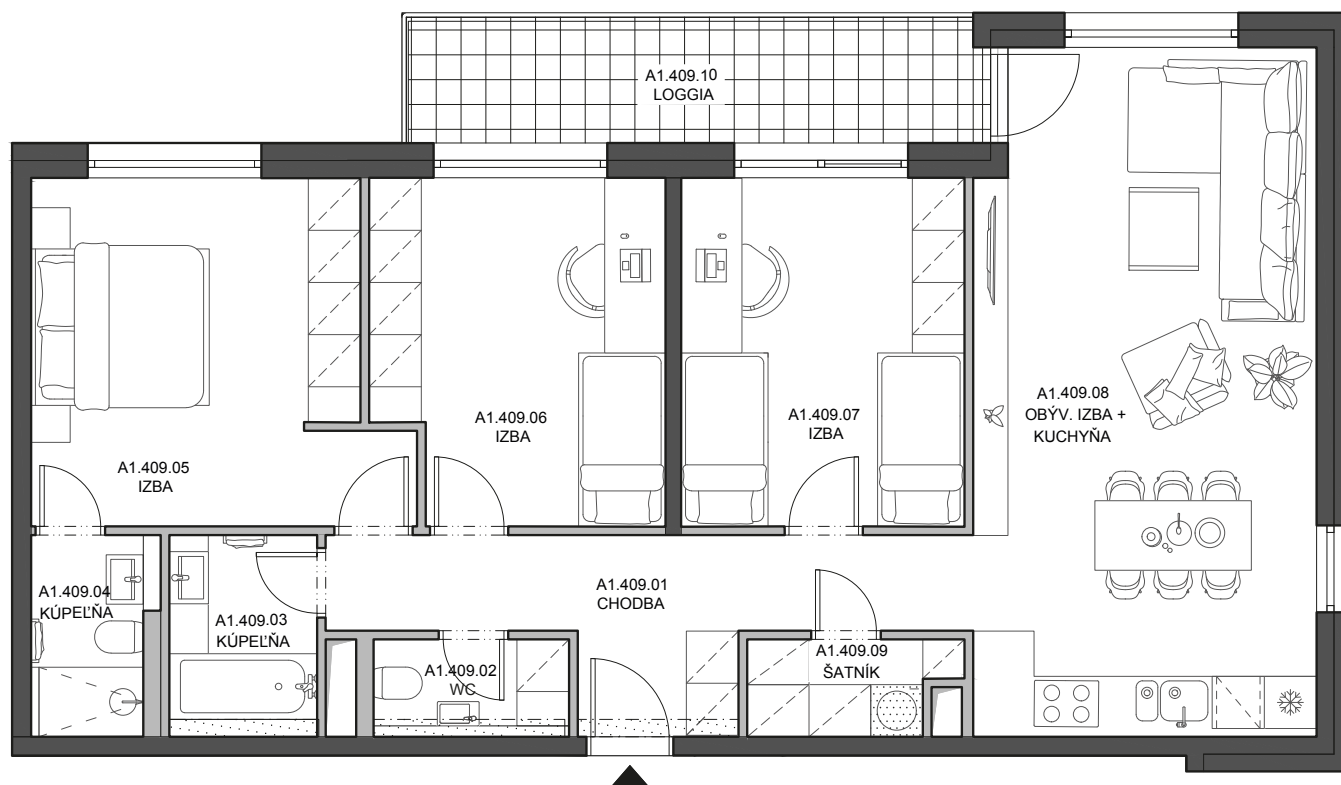 A1.409.10
LOGGIA
A1.409.08
OBÝV. IZBA +
KUCHYŇA
A1.409.06
IZBA
A1.409.07
IZBA
A1.409.05
IZBA
A1.409.04
KÚPEĽŇA
A1.409.01
CHODBA
A1.409.03
KÚPEĽŇA
A1.409.02
WC
A1.409.09
ŠATNÍK